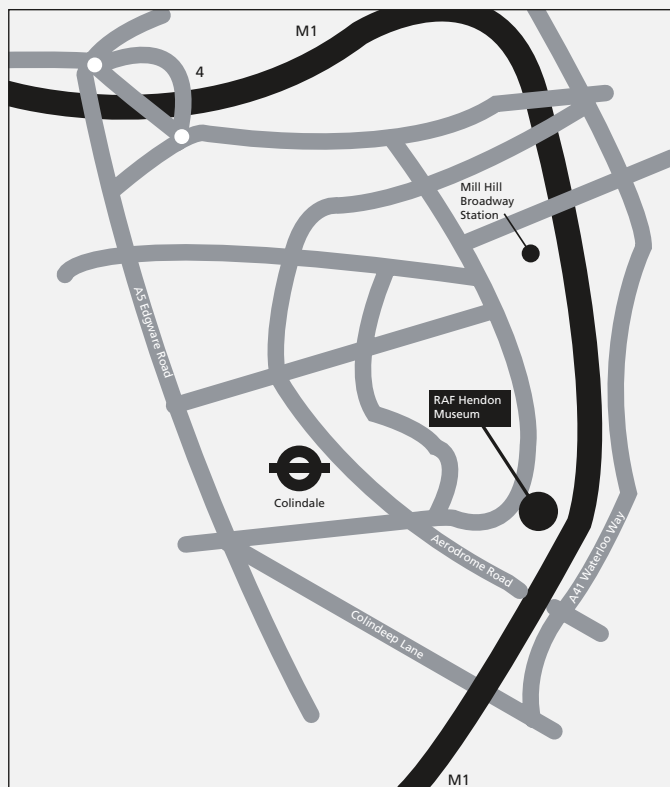 M1
4
Mill Hill
Broadway
Station
A5 Edgware Road
RAF Hendon
Museum
Colindale
Aerodrome Road
A41 Waterloo Way
Colindeep Lane
M1